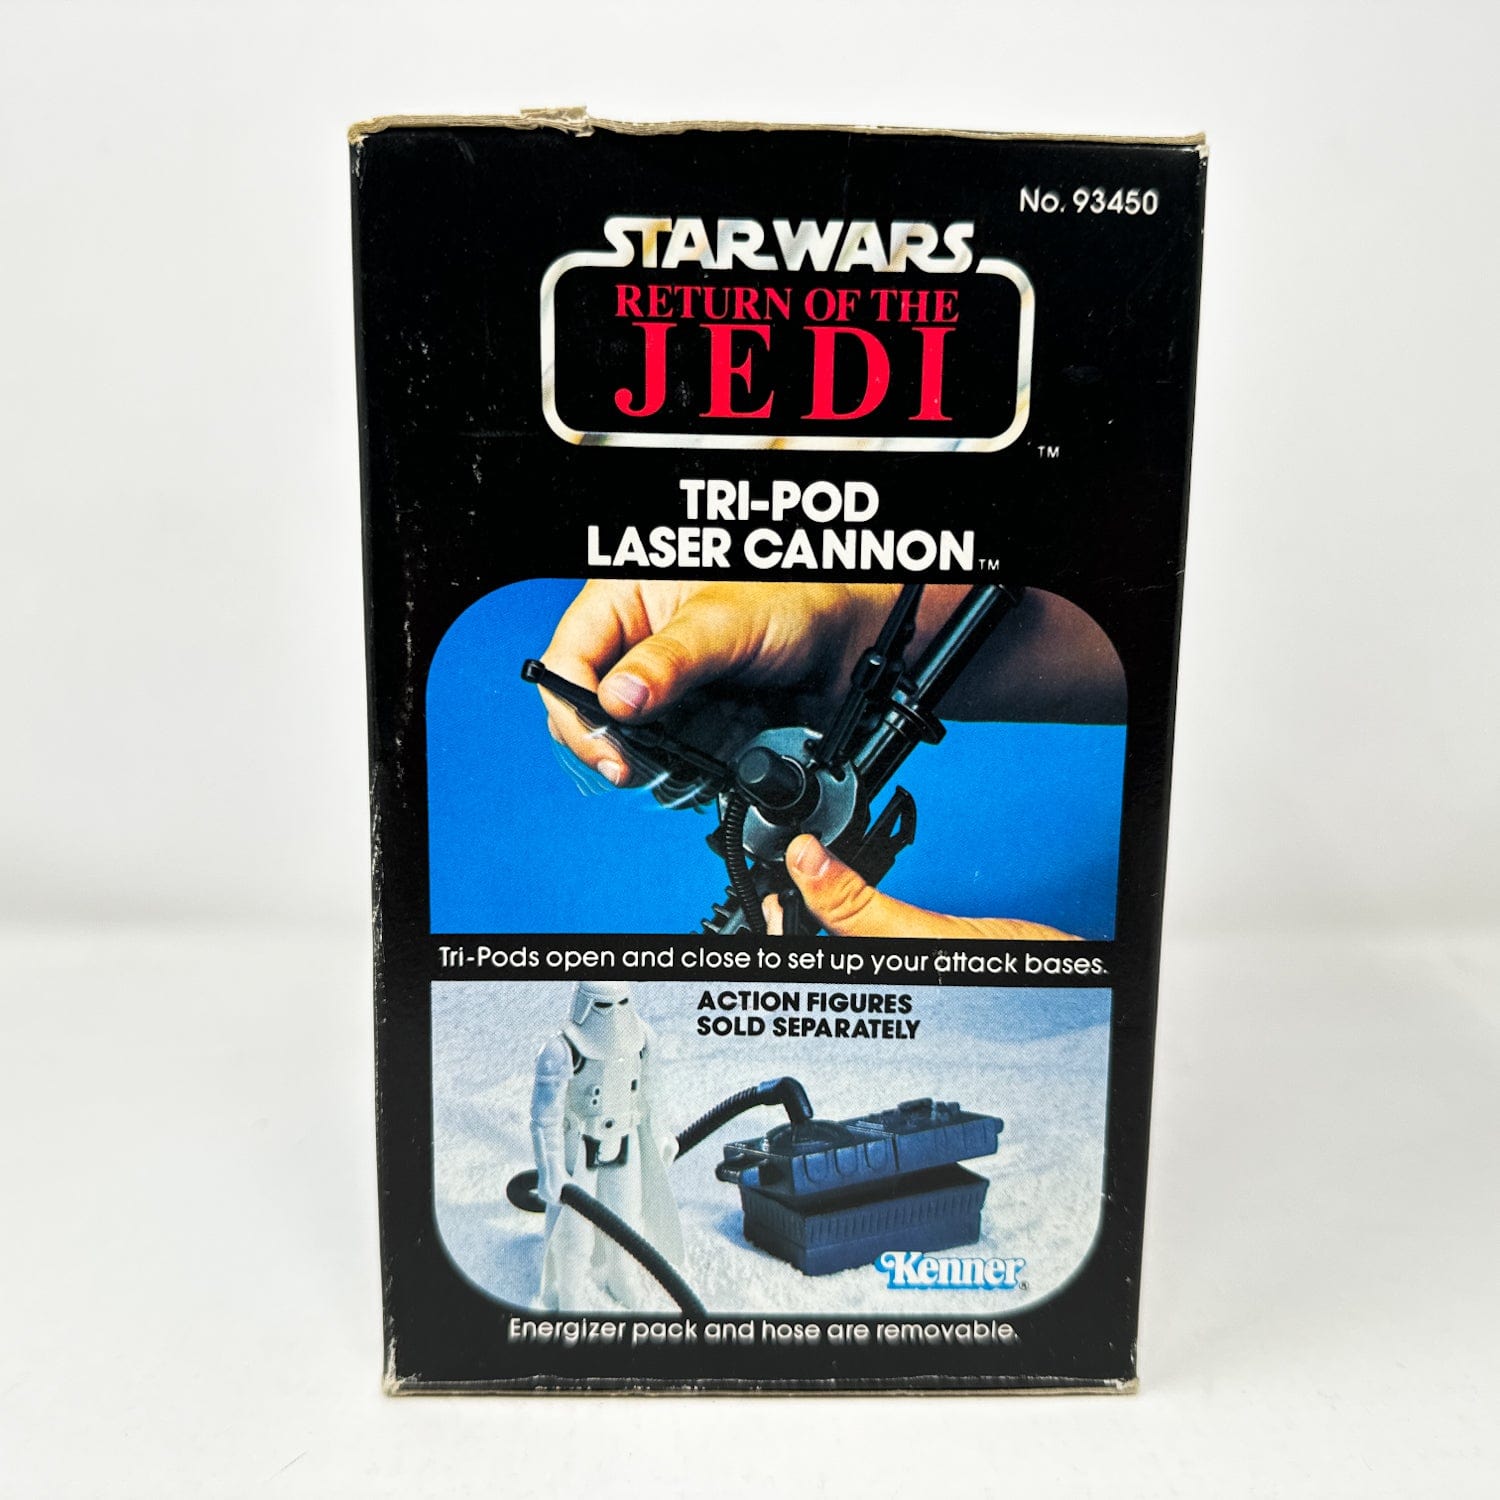 No. 93450
STAR WARS
RETURN OF THE
JEDI
TM
TRI-POD
LASER CANNON TM
Tri-Pods open and close to set up your attack bases.
ACTION FIGURES
SOLD SEPARATELY
Kenner®
Energizer pack and hose are removable.